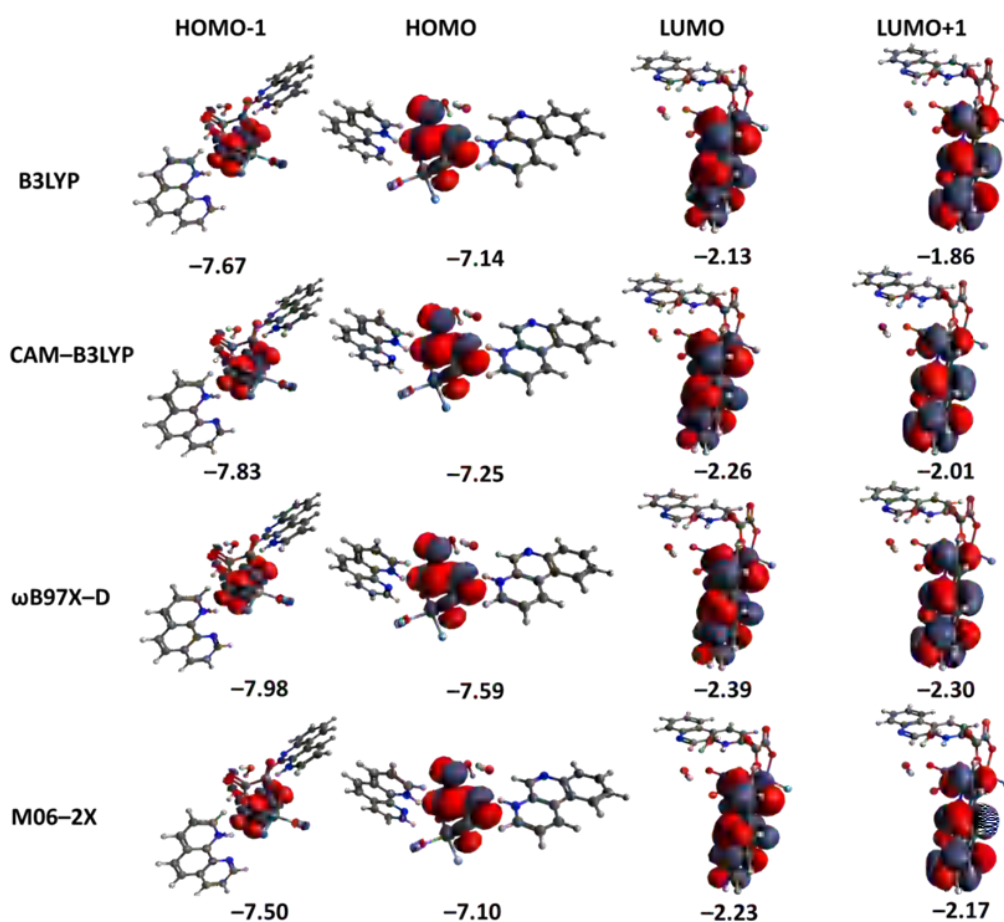 HOMO-1 HOMO LUMO LUMO+1
B3LYP
–7.67 –7.14 –2.13 –1.86
CAM–B3LYP
–7.83 –7.25 –2.26 –2.01
ωB97X–D
–7.98 –7.59 –2.39 –2.30
M06–2X
–7.50 –7.10 –2.23 –2.17